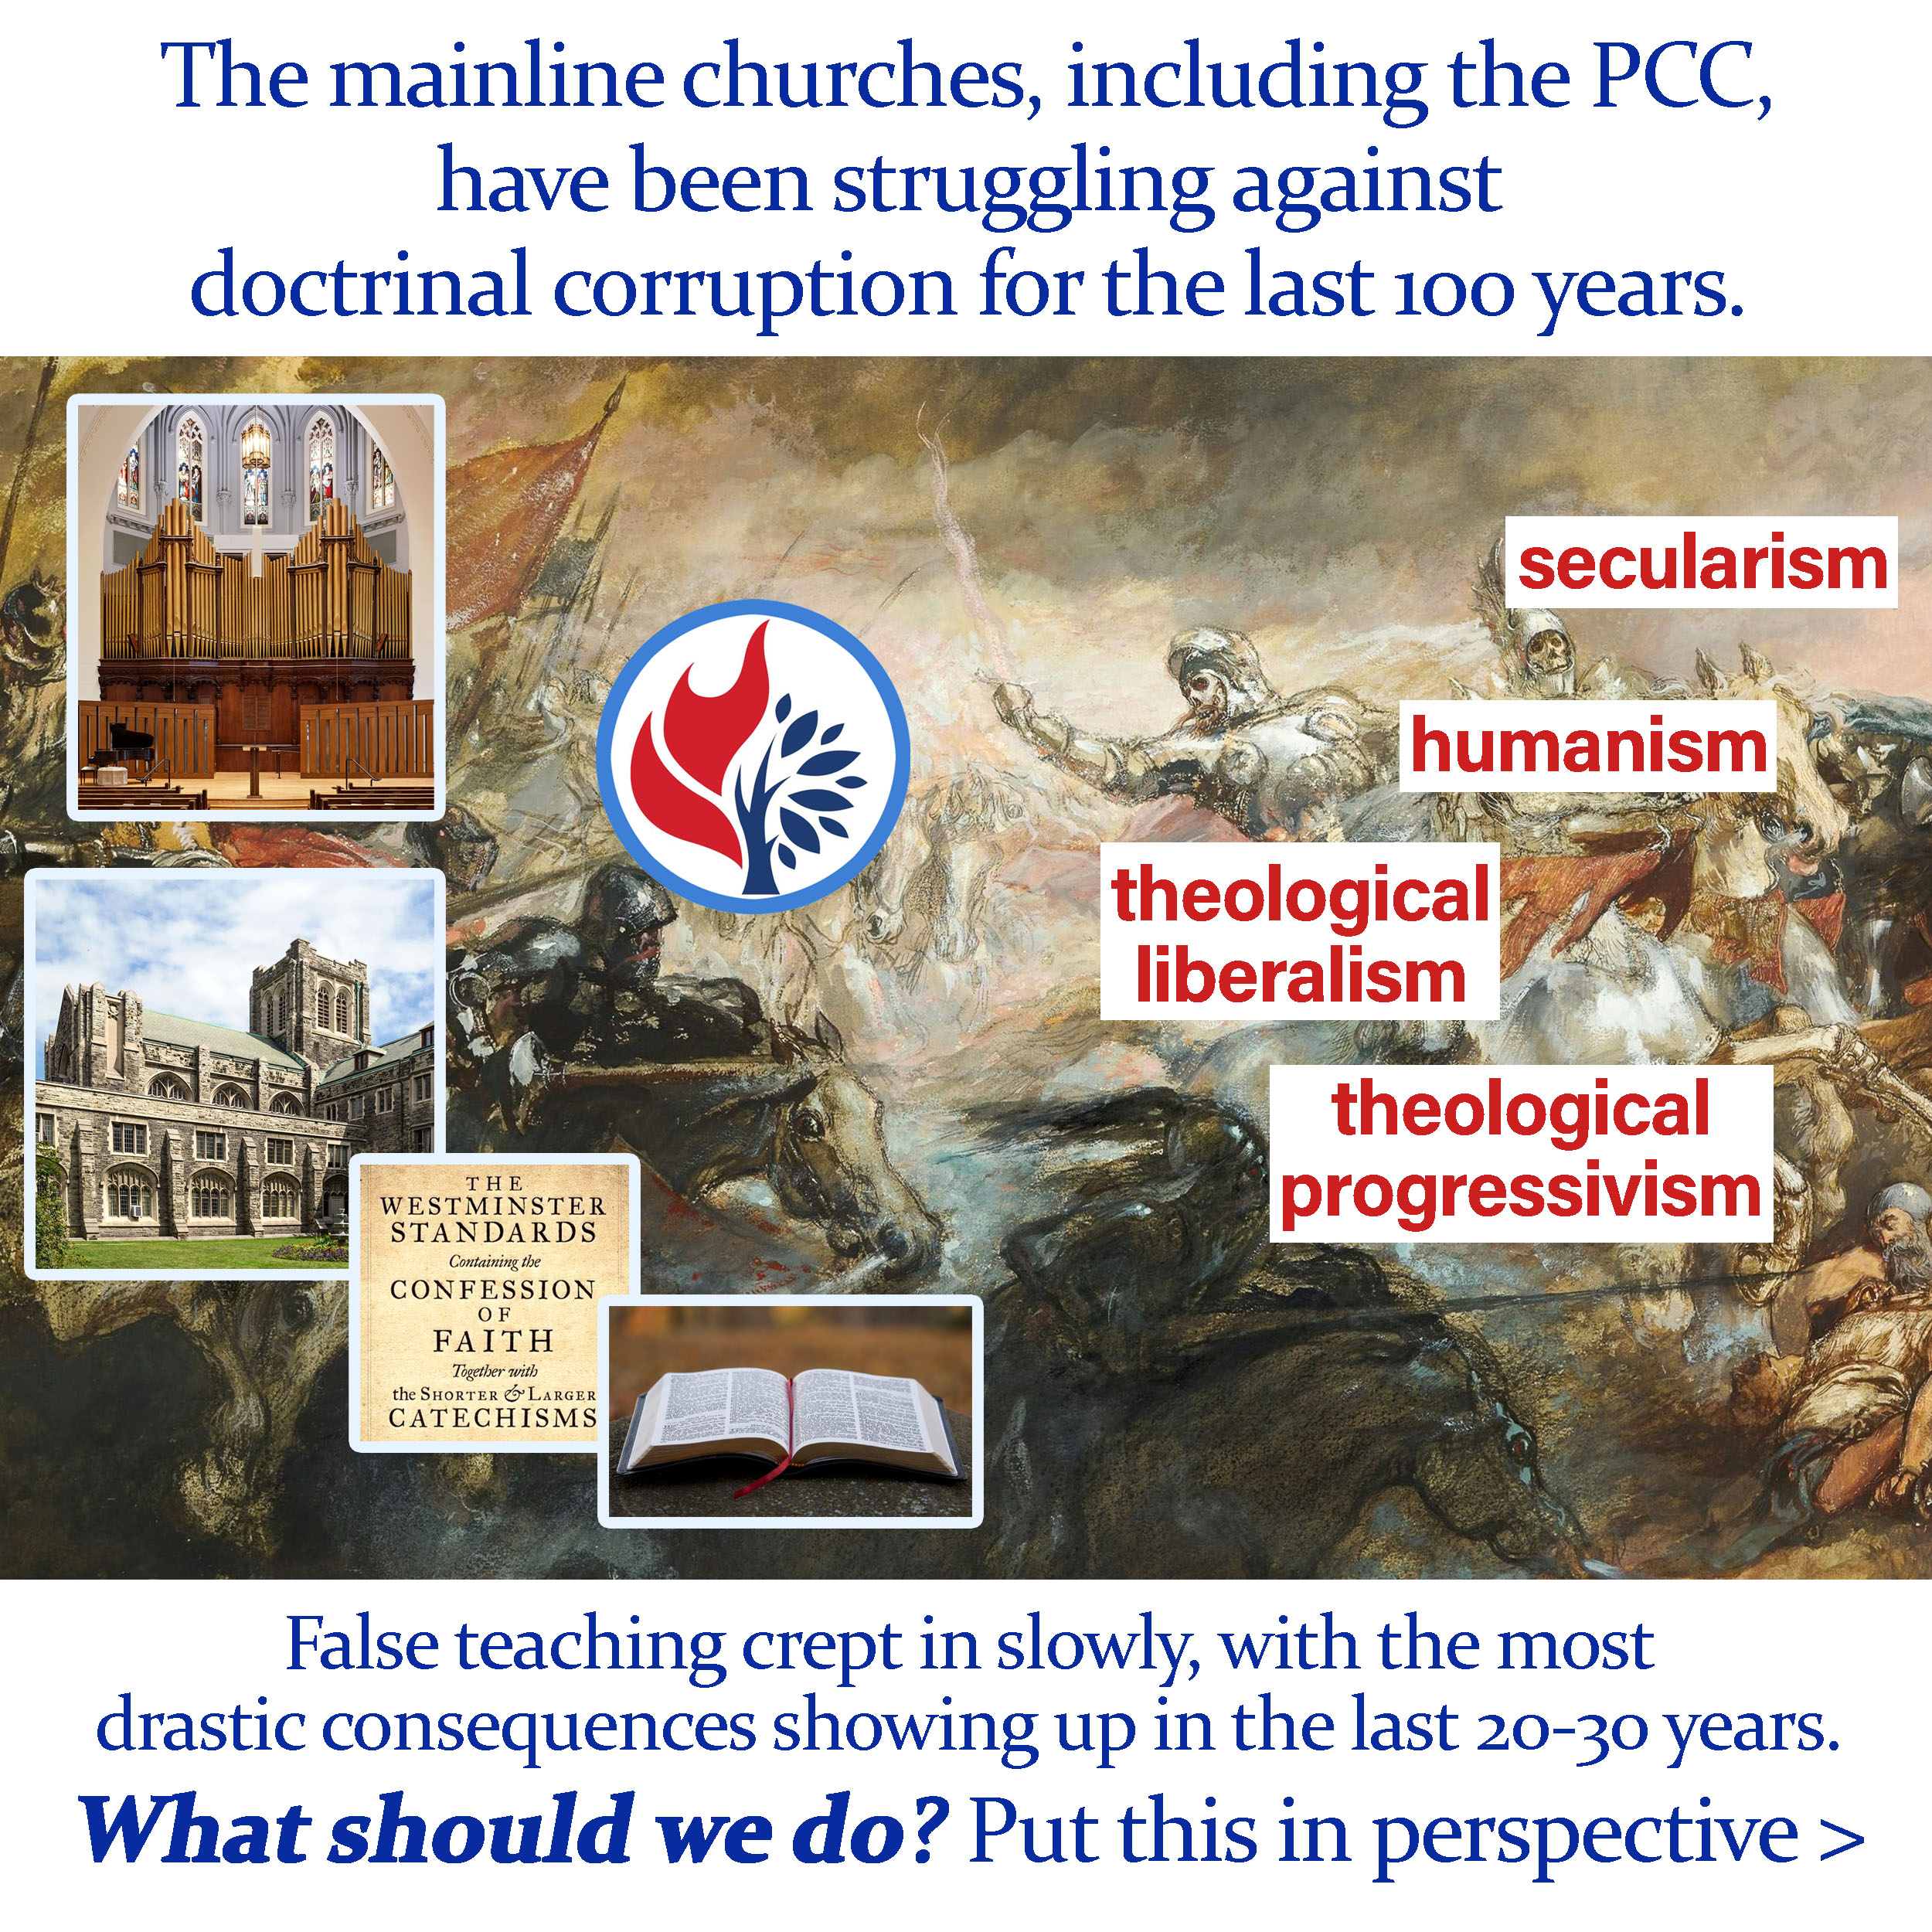 The mainline churches, including the PCC,
have been struggling against
doctrinal corruption for the last 100 years.
secularism
humanism
theological
liberalism
theological
progressivism
THE
WESTMINSTER
STANDARDS
Containing the
CONFESSION
OF
FAITH
Together with
the SHORTER & LARGER
CATECHISMS
False teaching crept in slowly, with the most
drastic consequences showing up in the last 20-30 years.
What should we do? Put this in perspective >